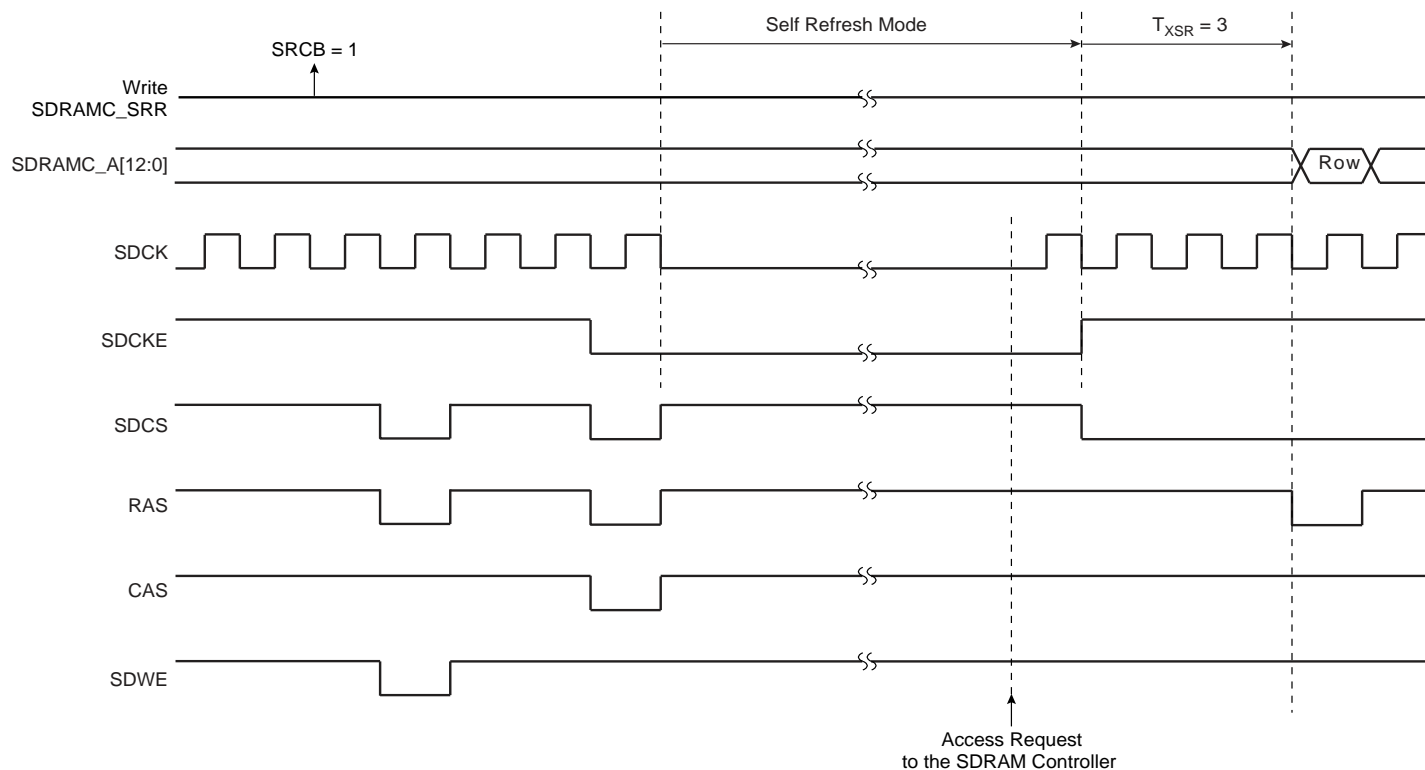 Self Refresh Mode
TXSR = 3
SRCB = 1
Write
SDRAMC_SRR
SDRAMC_A[12:0]
Row
SDCK
SDCKE
SDCS
RAS
CAS
SDWE
Access Request
to the SDRAM Controller